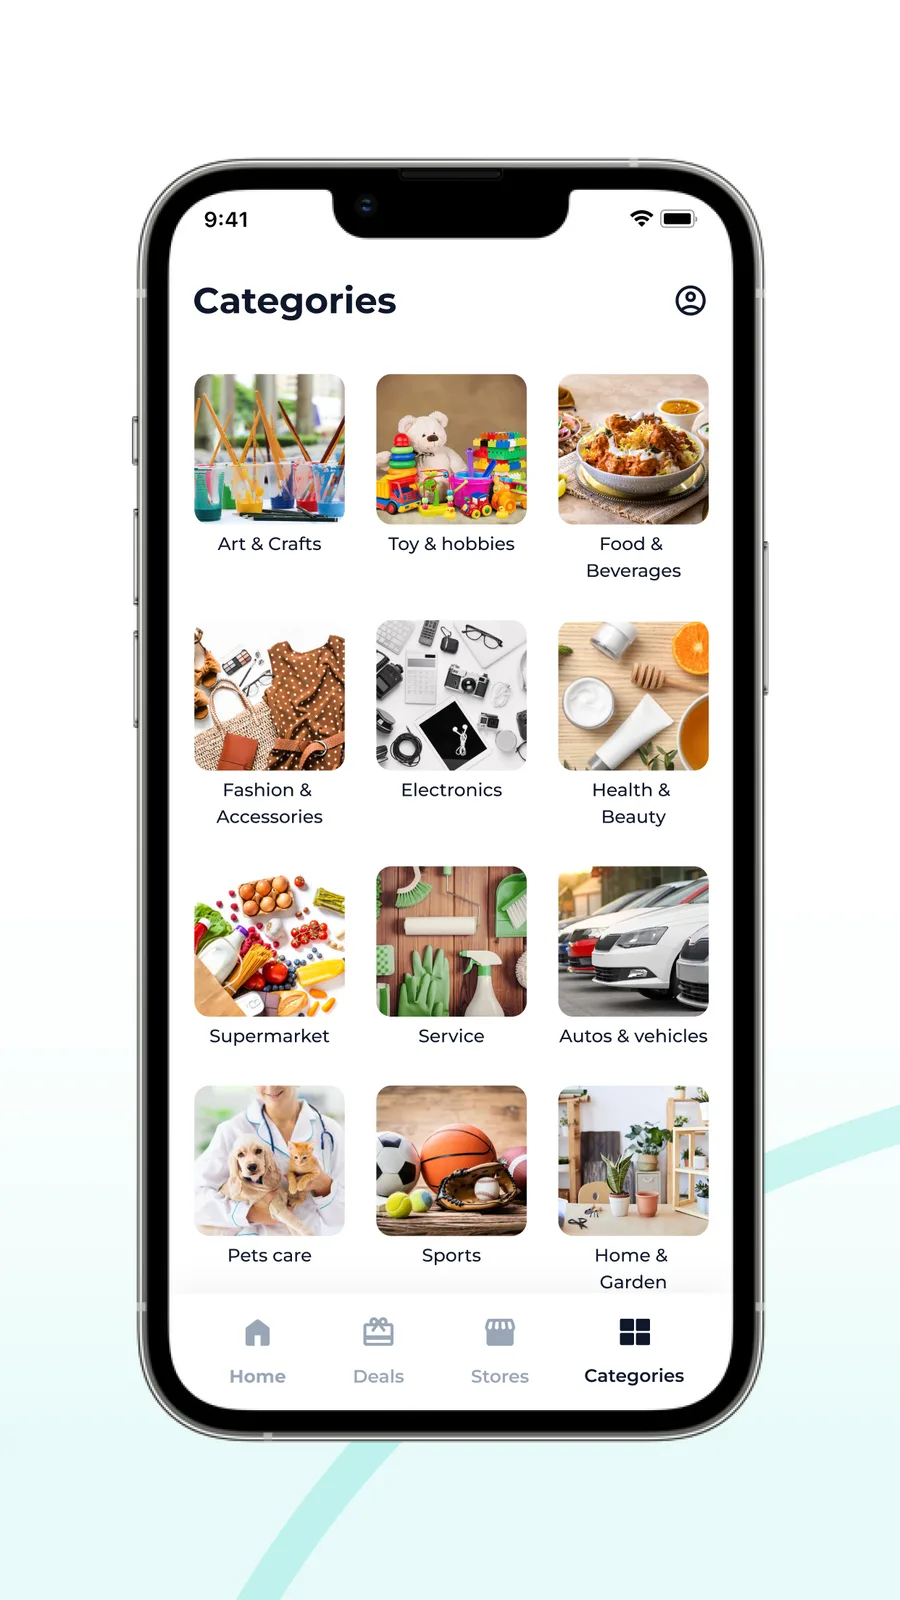 9:41
Categories
Art & Crafts
Toy & hobbies
Food &
Beverages
Fashion &
Accessories
Electronics
Health &
Beauty
Supermarket
Service
Autos & vehicles
Pets care
Sports
Home &
Garden
Home
Deals
Stores
Categories